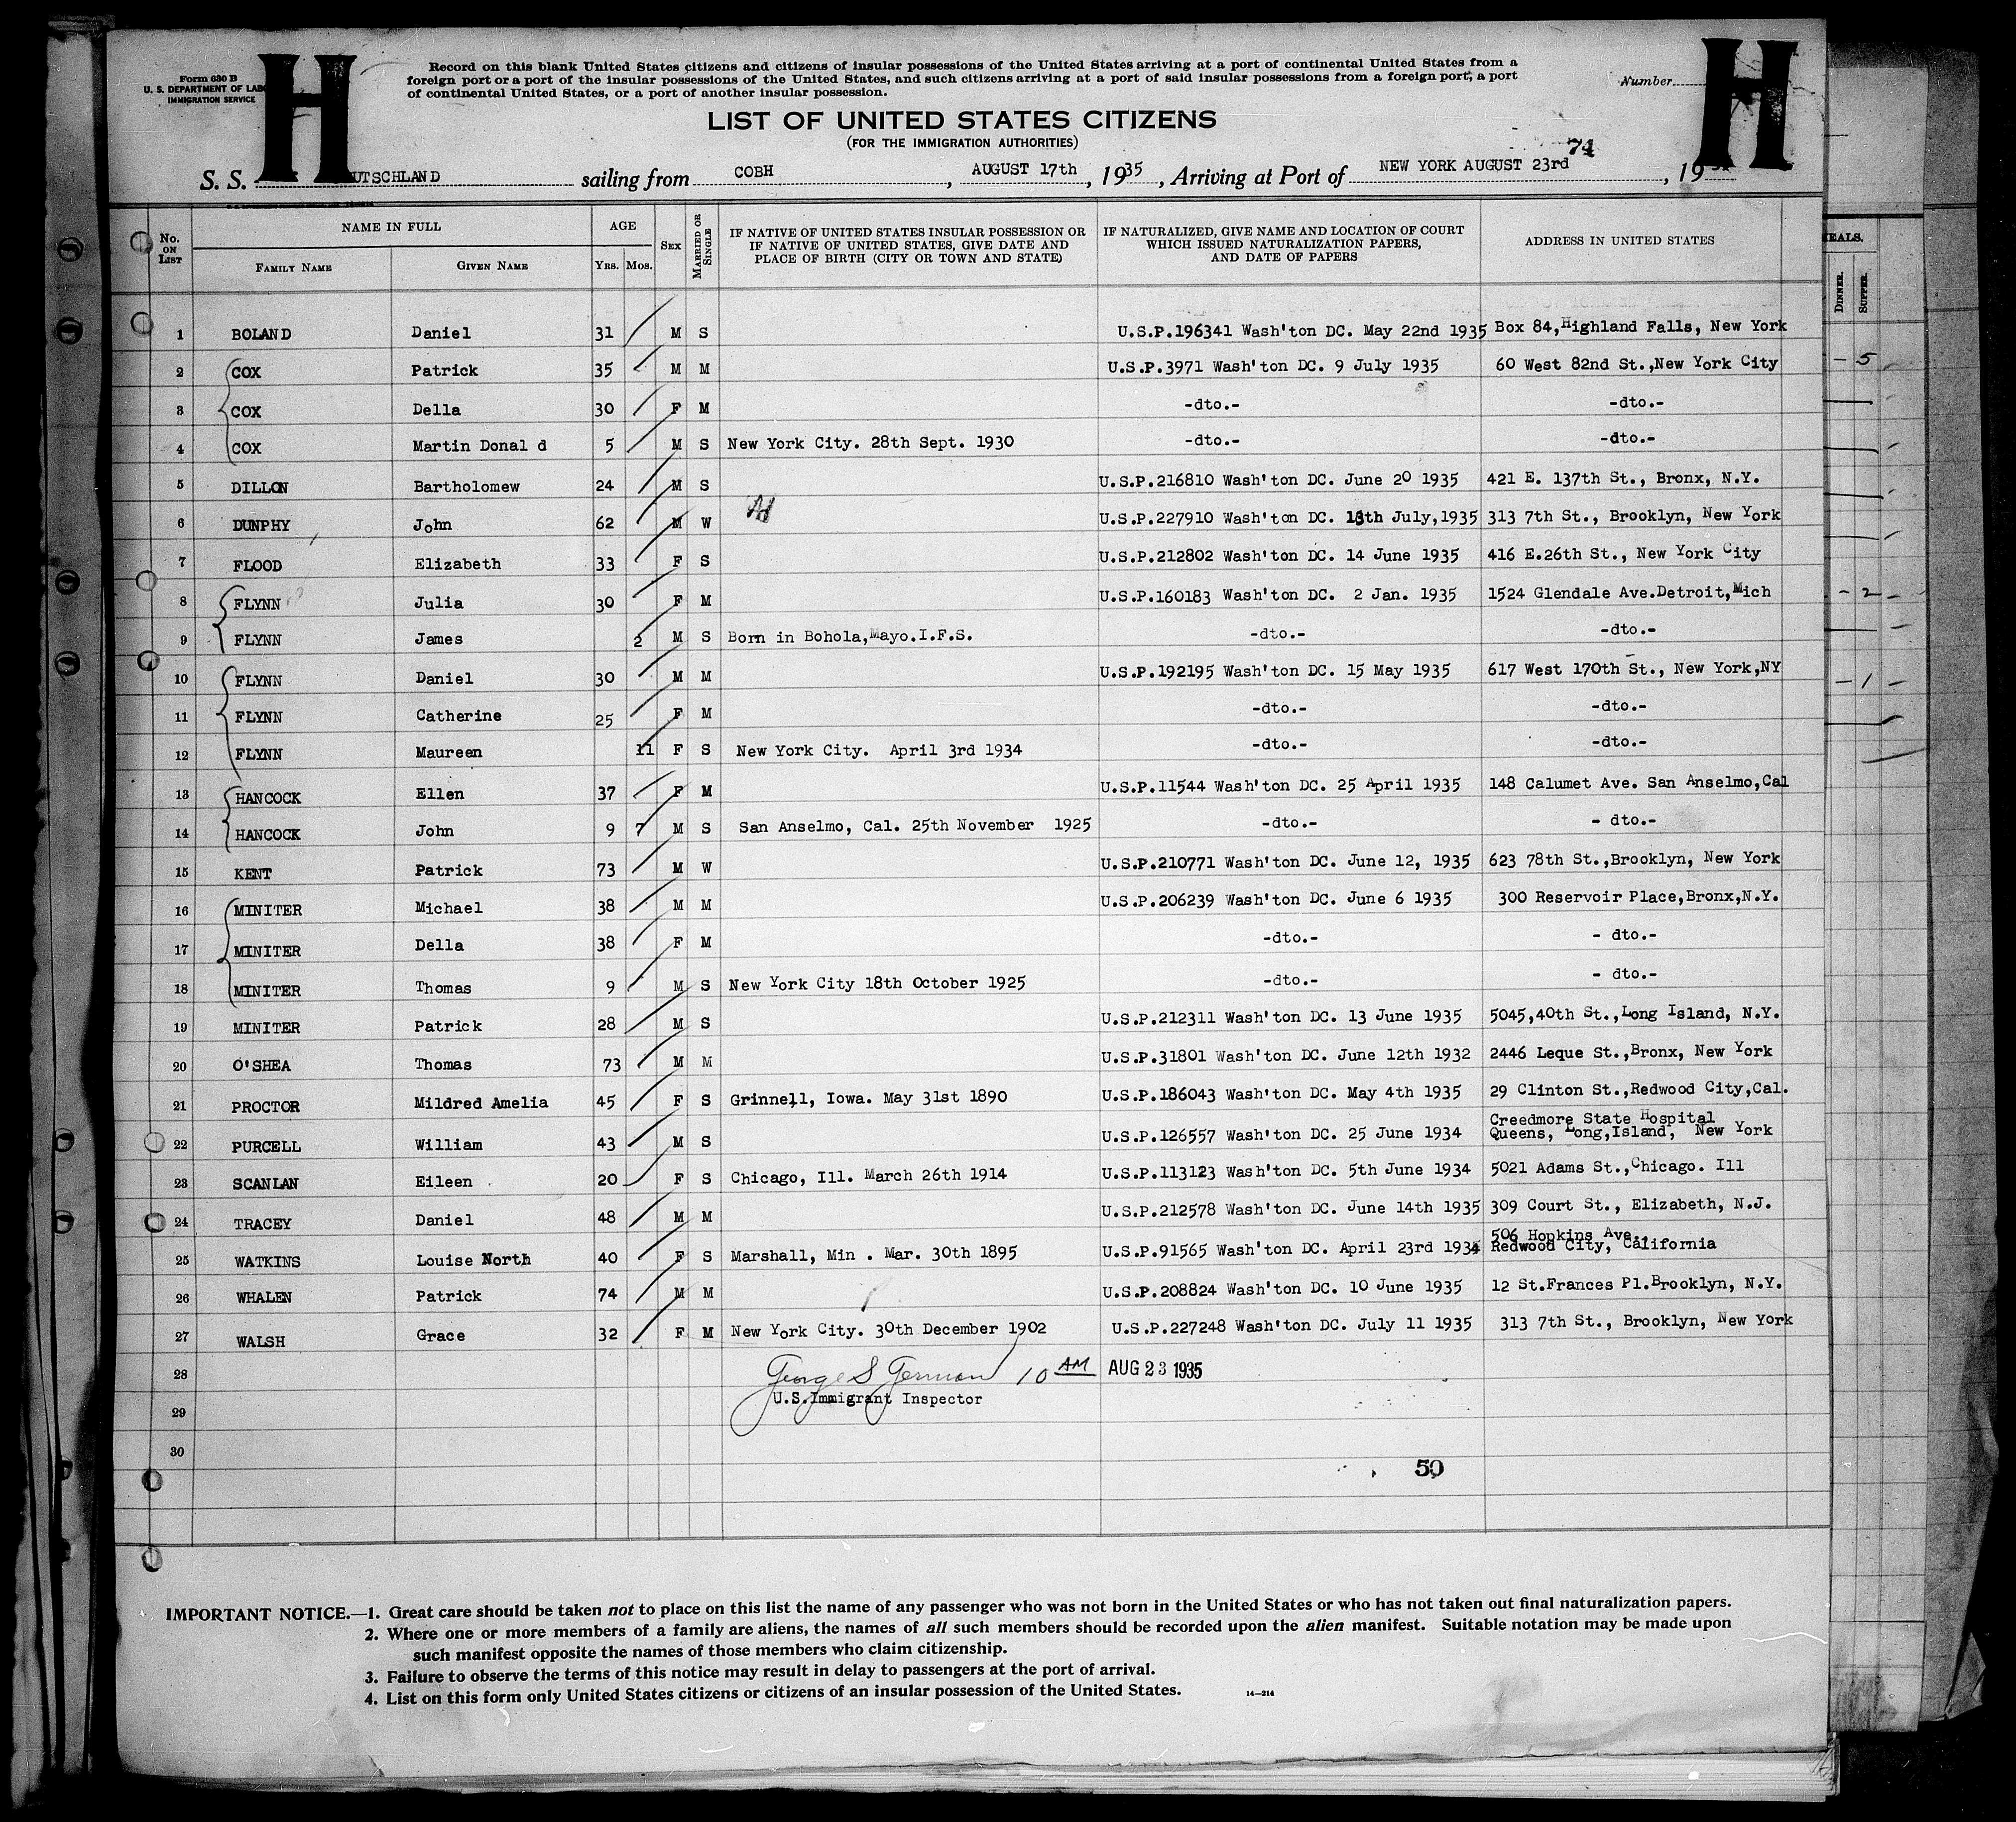 Form 630 B
U. S. DEPARTMENT OF LABO
IMMIGRATION SERVICE
H
H
Record on this blank United States citizens and citizens of insular possessions of the United States arriving at a port of continental United States from a
foreign port or a port of the insular possessions of the United States, and such citizens arriving at a port of said insular possessions from a foreign port, a port
of continental United States, or a port of another insular possession.
Number
LIST OF UNITED STATES CITIZENS
(FOR THE IMMIGRATION AUTHORITIES)
74
S. S. UTSCHLAND sailing from COBH, AUGUST 17th, 1935, Arriving at Port of NEW YORK AUGUST 23rd, 19
No. ON LIST NAME IN FULL FAMILY NAME GIVEN NAME AGE YRS. MOS. SEX MARRIED OR SINGLE
IF NATIVE OF UNITED STATES INSULAR POSSESSION OR
IF NATIVE OF UNITED STATES, GIVE DATE AND
PLACE OF BIRTH (CITY OR TOWN AND STATE)
IF NATURALIZED, GIVE NAME AND LOCATION OF COURT
WHICH ISSUED NATURALIZATION PAPERS,
AND DATE OF PAPERS
ADDRESS IN UNITED STATES
EALS.
DINNER. SUPPER.
1 BOLAND Daniel 31 M S U.S.P.196341 Wash'ton DC. May 22nd 1935 Box 84,Highland Falls, New York
2 COX Patrick 35 M M U.S.P.3971 Wash'ton DC. 9 July 1935 60 West 82nd St.,New York City - 5
3 COX Della 30 F M -dto.- -dto.-
4 COX Martin Donal d 5 M S New York City. 28th Sept. 1930 -dto.- -dto.-
5 DILLON Bartholomew 24 M S U.S.P.216810 Wash'ton DC. June 20 1935 421 E. 137th St., Bronx, N.Y.
6 DUNPHY John 62 M W U.S.P.227910 Wash'ton DC. 13th July,1935 313 7th St., Brooklyn, New York
7 FLOOD Elizabeth 33 F S U.S.P.212802 Wash'ton DC. 14 June 1935 416 E.26th St., New York City
8 FLYNN Julia 30 F M U.S.P.160183 Wash'ton DC. 2 Jan. 1935 1524 Glendale Ave.Detroit,Mich - 2 -
9 FLYNN James 2 M S Born in Bohola,Mayo.I.F.S. -dto.- -dto.-
10 FLYNN Daniel 30 M M U.S.P.192195 Wash'ton DC. 15 May 1935 617 West 170th St., New York,NY - 1 -
11 FLYNN Catherine 25 F M -dto.- -dto.-
12 FLYNN Maureen 11 F S New York City. April 3rd 1934 -dto.- -dto.-
13 HANCOCK Ellen 37 F M U.S.P.11544 Wash'ton DC. 25 April 1935 148 Calumet Ave. San Anselmo,Cal
14 HANCOCK John 9 7 M S San Anselmo, Cal. 25th November 1925 -dto.- - dto.-
15 KENT Patrick 73 M W U.S.P.210771 Wash'ton DC. June 12, 1935 623 78th St.,Brooklyn, New York
16 MINITER Michael 38 M M U.S.P.206239 Wash'ton DC. June 6 1935 300 Reservoir Place,Bronx,N.Y.
17 MINITER Della 38 F M -dto.- - dto.-
18 MINITER Thomas 9 M S New York City 18th October 1925 -dto.- - dto.-
19 MINITER Patrick 28 M S U.S.P.212311 Wash'ton DC. 13 June 1935 5045,40th St.,Long Island, N.Y.
20 O'SHEA Thomas 73 M M U.S.P.31801 Wash'ton DC. June 12th 1932 2446 Leque St.,Bronx, New York
21 PROCTOR Mildred Amelia 45 F S Grinnell, Iowa. May 31st 1890 U.S.P.186043 Wash'ton DC. May 4th 1935 29 Clinton St.,Redwood City,Cal.
22 PURCELL William 43 M S U.S.P.126557 Wash'ton DC. 25 June 1934 Creedmore State Hospital
Queens, Long,Island, New York
23 SCANLAN Eileen 20 F S Chicago, Ill. March 26th 1914 U.S.P.113123 Wash'ton DC. 5th June 1934 5021 Adams St.,Chicago. Ill
24 TRACEY Daniel 48 M M U.S.P.212578 Wash'ton DC. June 14th 1935 309 Court St., Elizabeth, N.J.
25 WATKINS Louise North 40 F S Marshall, Min . Mar. 30th 1895 U.S.P.91565 Wash'ton DC. April 23rd 1934 506 Hopkins Ave.,
Redwood City, California
26 WHALEN Patrick 74 M M U.S.P.208824 Wash'ton DC. 10 June 1935 12 St.Frances Pl.Brooklyn, N.Y.
27 WALSH Grace 32 F M New York City. 30th December 1902 U.S.P.227248 Wash'ton DC. July 11 1935 313 7th St., Brooklyn, New York
28 George S German 10 AM AUG 23 1935
U.S.Immigrant Inspector
29
30
50
IMPORTANT NOTICE.—1. Great care should be taken not to place on this list the name of any passenger who was not born in the United States or who has not taken out final naturalization papers.
2. Where one or more members of a family are aliens, the names of all such members should be recorded upon the alien manifest. Suitable notation may be made upon
such manifest opposite the names of those members who claim citizenship.
3. Failure to observe the terms of this notice may result in delay to passengers at the port of arrival.
4. List on this form only United States citizens or citizens of an insular possession of the United States. 14—214